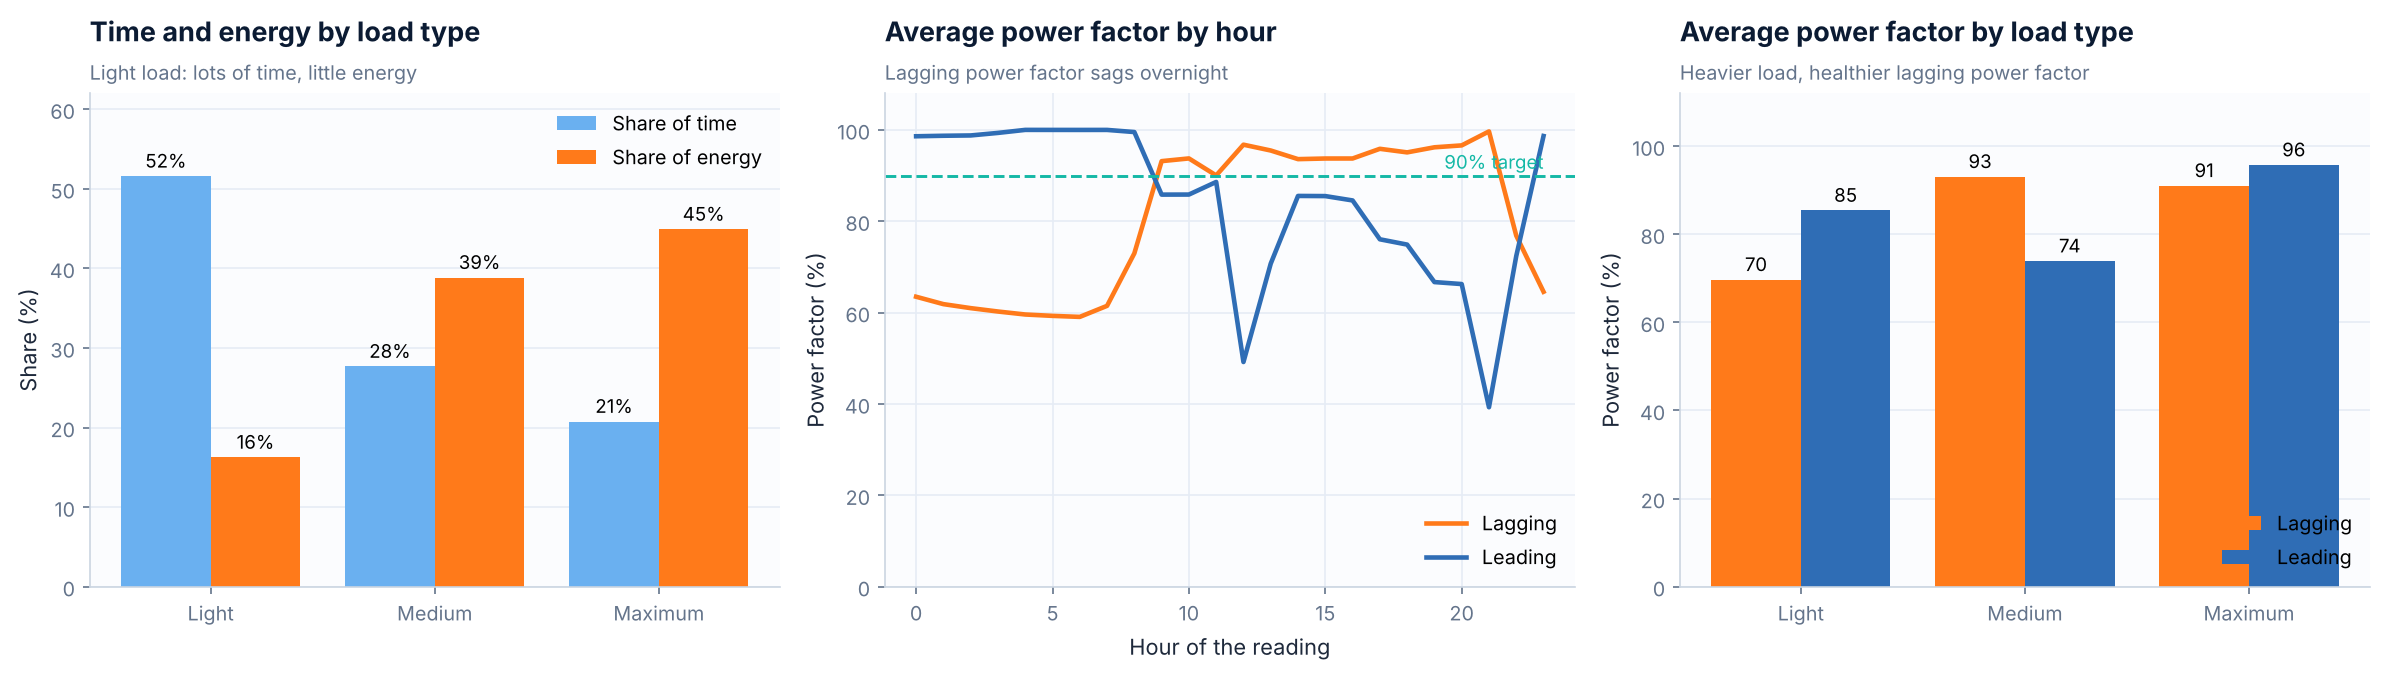 Time and energy by load type
Light load: lots of time, little energy
Share (%)
60
50
40
30
20
10
0
Share of time
Share of energy
52%
16%
28%
39%
21%
45%
Light
Medium
Maximum
Average power factor by hour
Lagging power factor sags overnight
Power factor (%)
100
80
60
40
20
0
90% target
Lagging
Leading
0
5
10
15
20
Hour of the reading
Average power factor by load type
Heavier load, healthier lagging power factor
Power factor (%)
100
80
60
40
20
0
70
85
93
74
91
96
Lagging
Leading
Light
Medium
Maximum